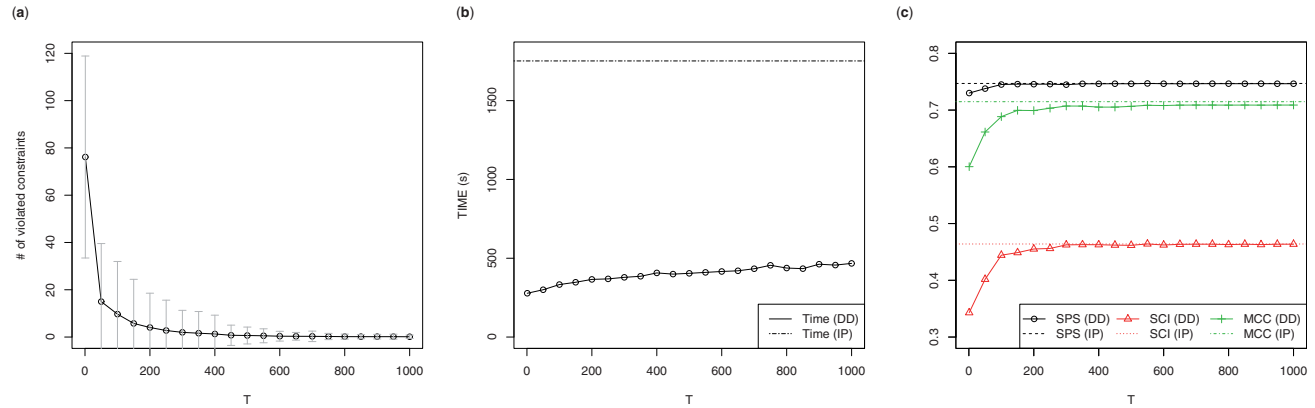 (a)
# of violated constraints
120
100
80
60
40
20
0
0 200 400 600 800 1000
T
(b)
TIME (s)
1500
1000
500
0
Time (DD)
Time (IP)
0 200 400 600 800 1000
T
(c)
0.8
0.7
0.6
0.5
0.4
0.3
SPS (DD) SCI (DD) MCC (DD)
SPS (IP) SCI (IP) MCC (IP)
0 200 400 600 800 1000
T